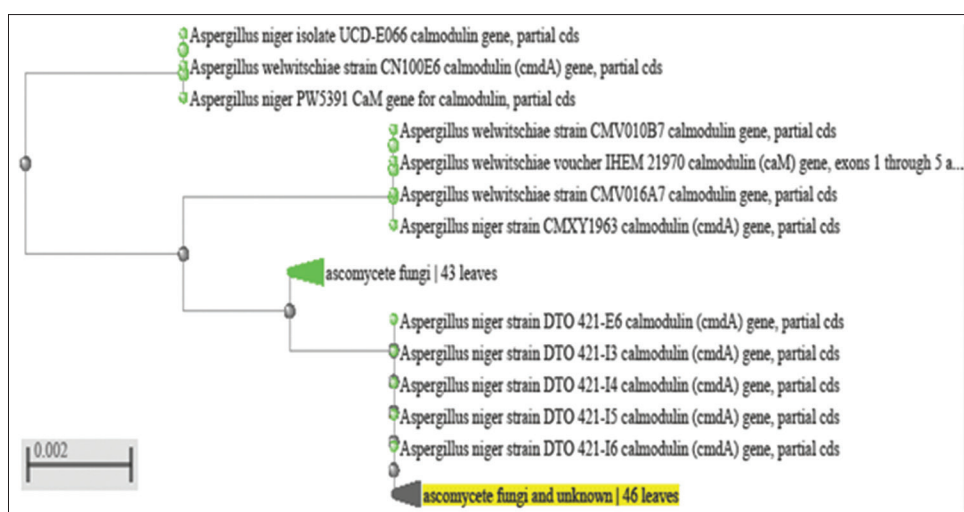 Aspergillus niger isolate UCD-E066 calmodulin gene, partial cds
Aspergillus welwitschiae strain CN100E6 calmodulin (cmdA) gene, partial cds
Aspergillus niger PW5391 CaM gene for calmodulin, partial cds
Aspergillus welwitschiae strain CMV010B7 calmodulin gene, partial cds
Aspergillus welwitschiae voucher IHEM 21970 calmodulin (caM) gene, exons 1 through 5 a...
Aspergillus welwitschiae strain CMV016A7 calmodulin gene, partial cds
Aspergillus niger strain CMXY1963 calmodulin (cmdA) gene, partial cds
ascomycete fungi | 43 leaves
Aspergillus niger strain DTO 421-E6 calmodulin (cmdA) gene, partial cds
Aspergillus niger strain DTO 421-I3 calmodulin (cmdA) gene, partial cds
Aspergillus niger strain DTO 421-I4 calmodulin (cmdA) gene, partial cds
Aspergillus niger strain DTO 421-I5 calmodulin (cmdA) gene, partial cds
Aspergillus niger strain DTO 421-I6 calmodulin (cmdA) gene, partial cds
0.002
ascomycete fungi and unknown | 46 leaves